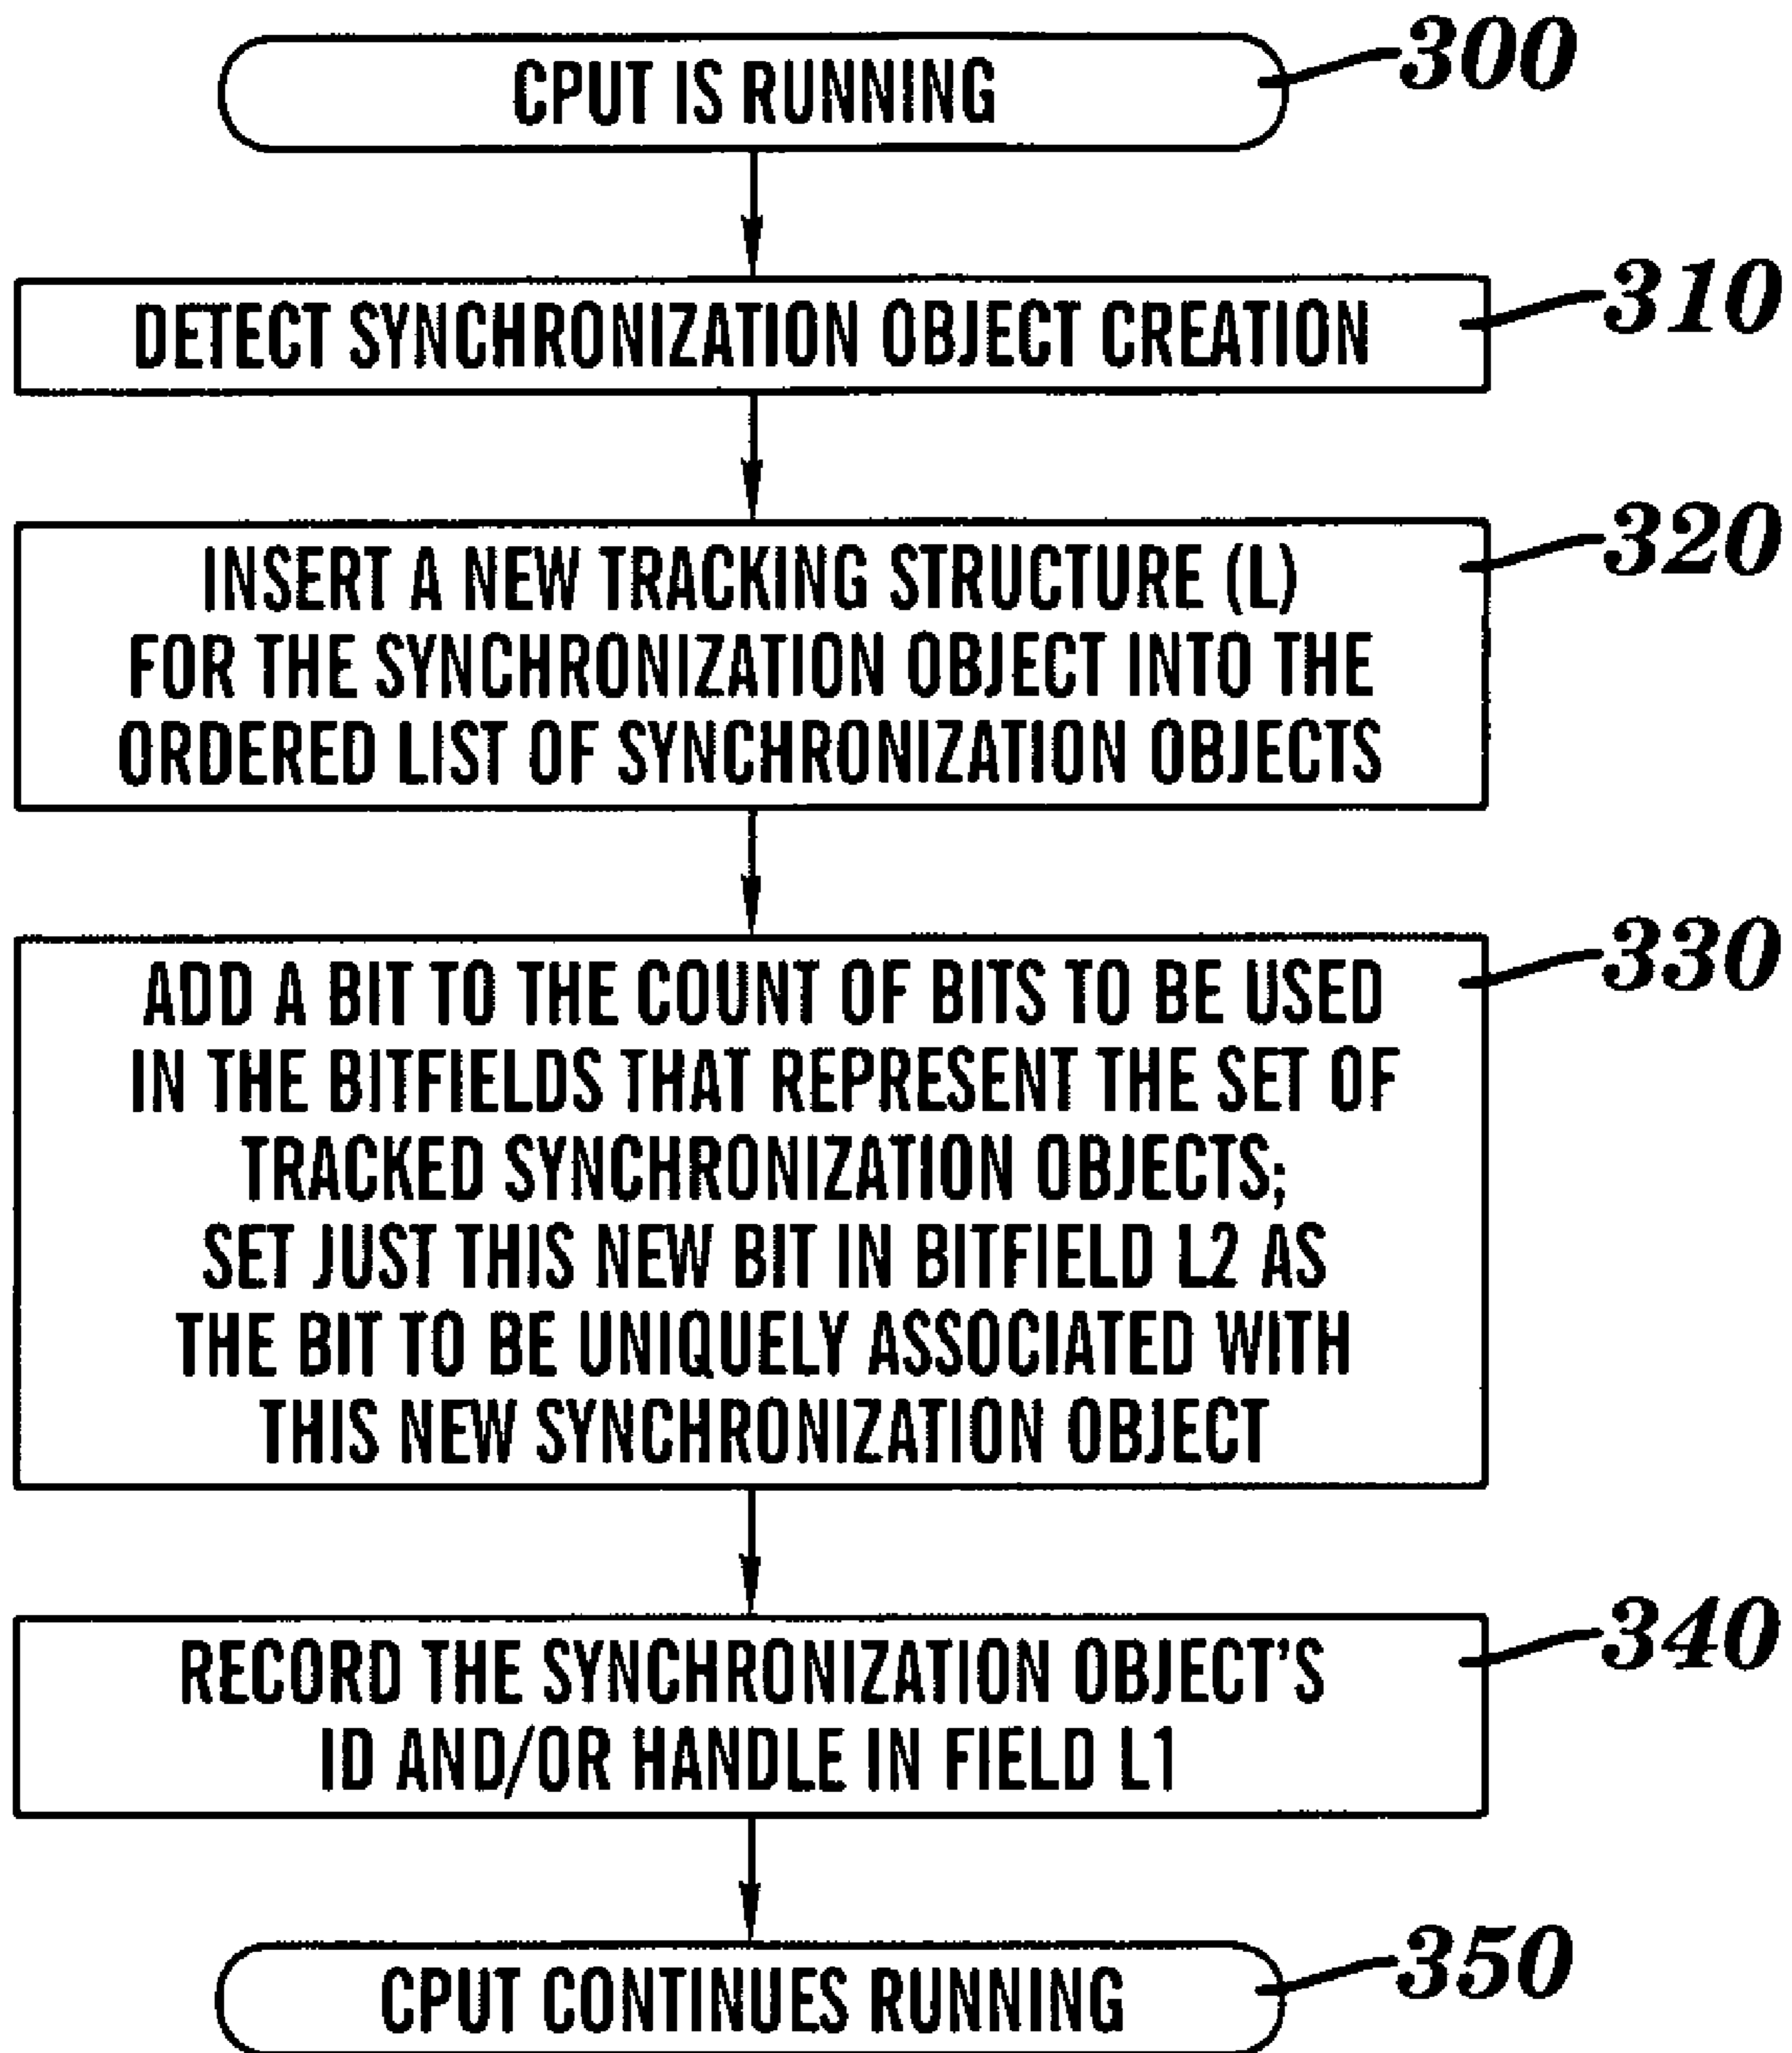 CPUT IS RUNNING
300
DETECT SYNCHRONIZATION OBJECT CREATION
310
INSERT A NEW TRACKING STRUCTURE (L)
FOR THE SYNCHRONIZATION OBJECT INTO THE
ORDERED LIST OF SYNCHRONIZATION OBJECTS
320
ADD A BIT TO THE COUNT OF BITS TO BE USED
IN THE BITFIELDS THAT REPRESENT THE SET OF
TRACKED SYNCHRONIZATION OBJECTS;
SET JUST THIS NEW BIT IN BITFIELD L2 AS
THE BIT TO BE UNIQUELY ASSOCIATED WITH
THIS NEW SYNCHRONIZATION OBJECT
330
RECORD THE SYNCHRONIZATION OBJECT'S
ID AND/OR HANDLE IN FIELD L1
340
CPUT CONTINUES RUNNING
350